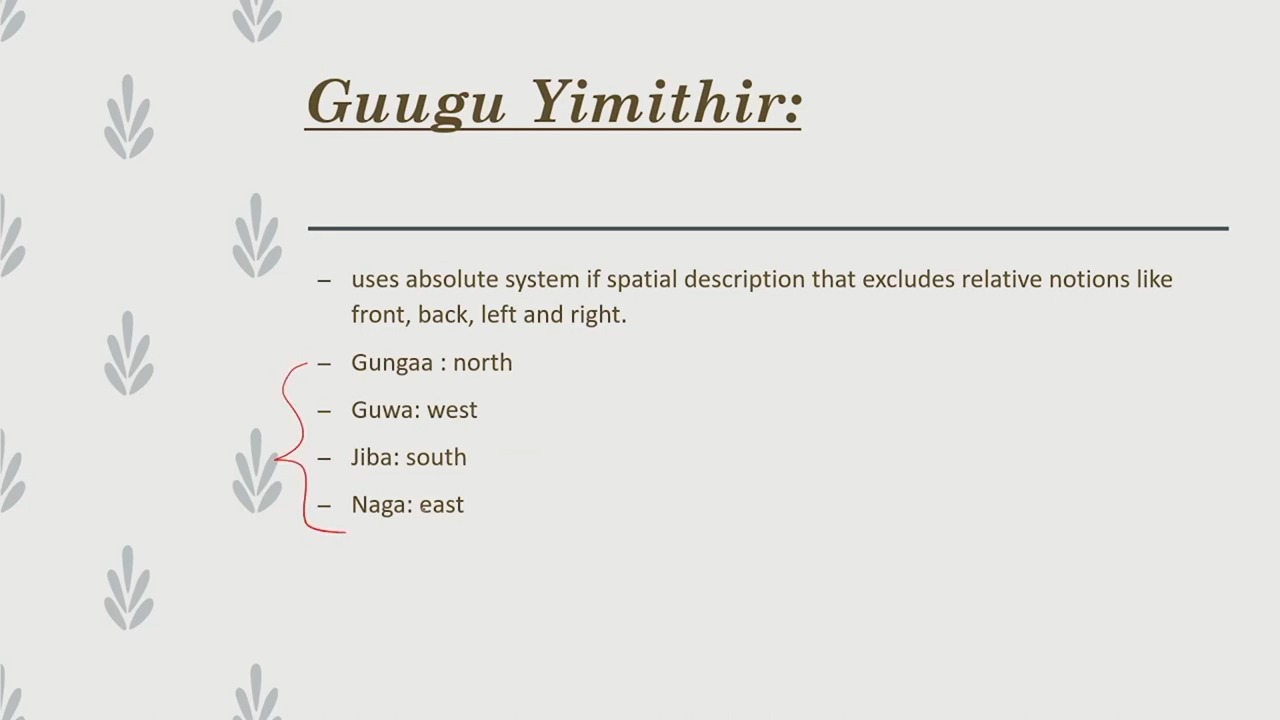 Guugu Yimithir:
– uses absolute system if spatial description that excludes relative notions like
front, back, left and right.
– Gungaa : north
– Guwa: west
– Jiba: south
– Naga: east